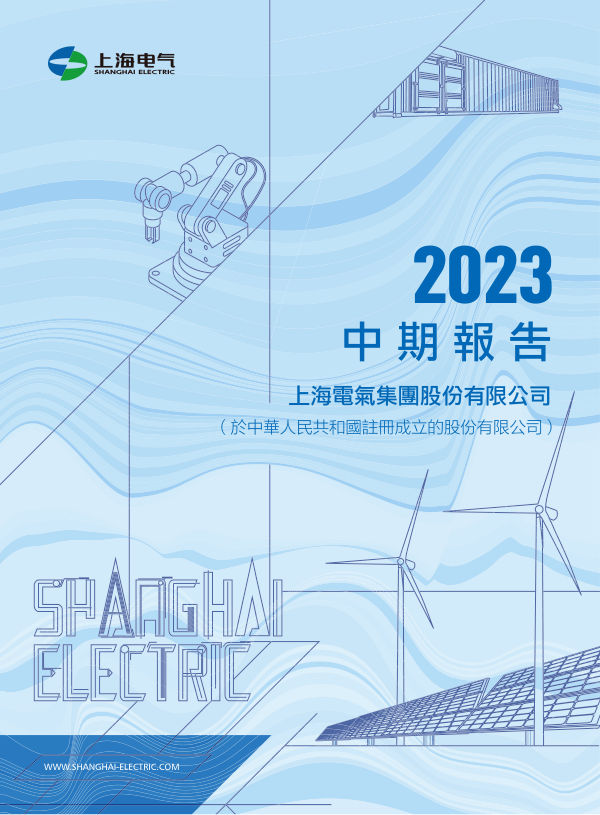 上海电气
SHANGHAI ELECTRIC
2023
中期報告
上海電氣集團股份有限公司
（於中華人民共和國註冊成立的股份有限公司）
SHANGHAI
ELECTRIC
WWW.SHANGHAI-ELECTRIC.COM